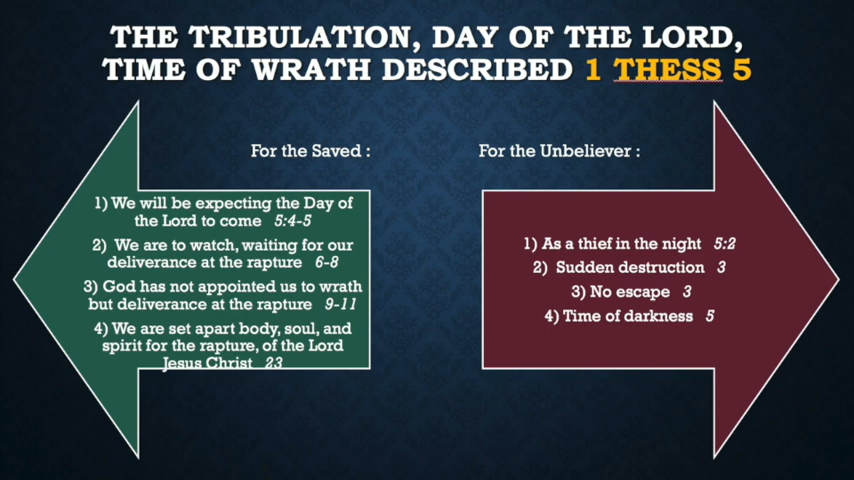 THE TRIBULATION, DAY OF THE LORD,
TIME OF WRATH DESCRIBED 1 THESS 5
For the Saved :
1) We will be expecting the Day of
the Lord to come 5:4-5
2) We are to watch, waiting for our
deliverance at the rapture 6-8
3) God has not appointed us to wrath
but deliverance at the rapture 9-11
4) We are set apart body, soul, and
spirit for the rapture, of the Lord
Jesus Christ 23
For the Unbeliever :
1) As a thief in the night 5:2
2) Sudden destruction 3
3) No escape 3
4) Time of darkness 5